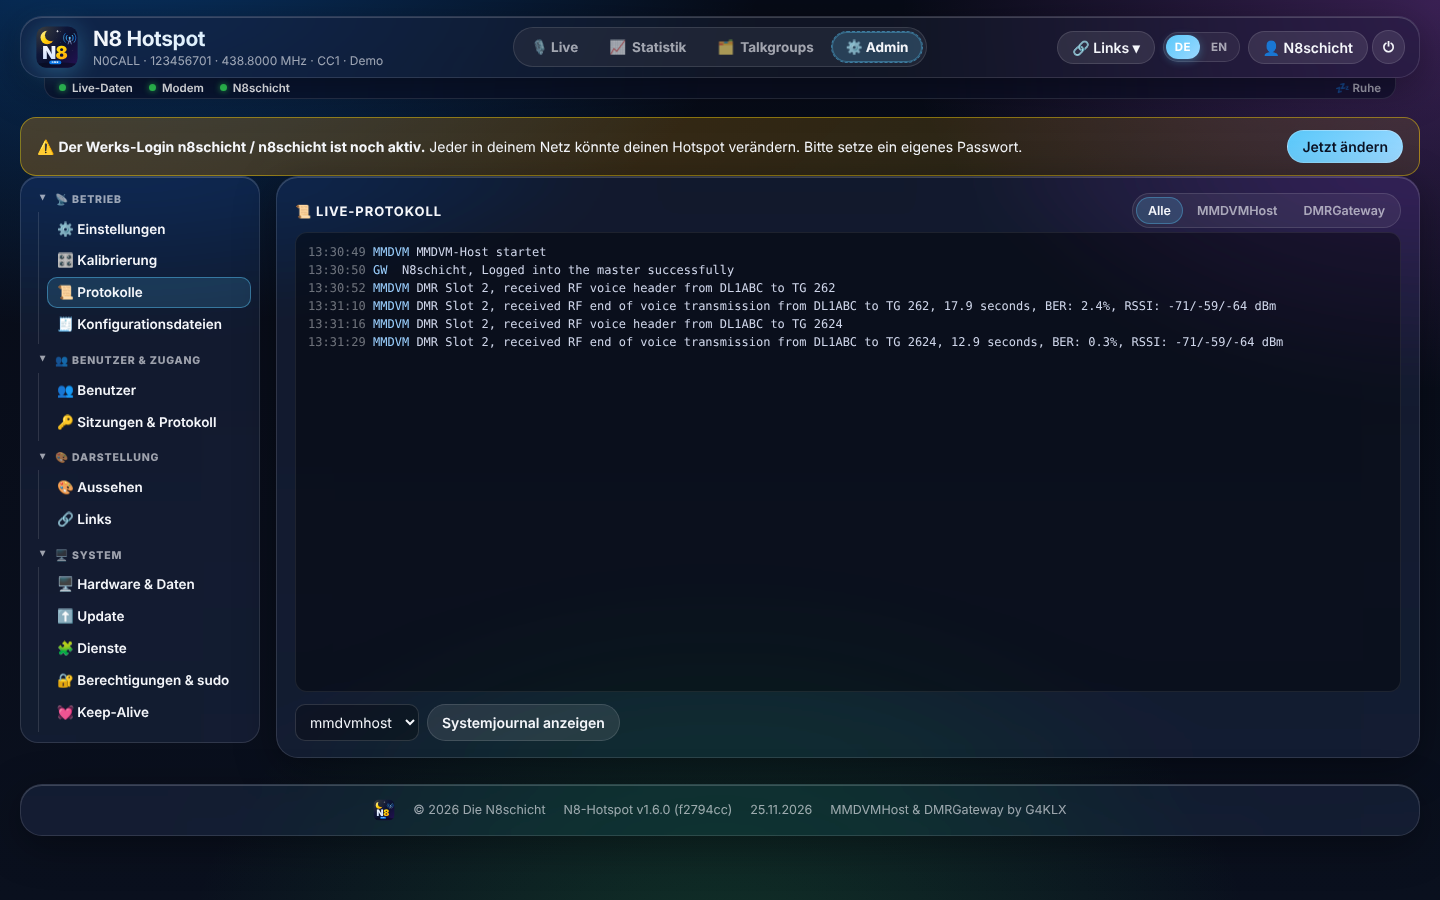 N8 Hotspot
N0CALL · 123456701 · 438.8000 MHz · CC1 · Demo
Live
Statistik
Talkgroups
Admin
Links ▾
DE EN
N8schicht
Live-Daten
Modem
N8schicht
Ruhe
Der Werks-Login n8schicht / n8schicht ist noch aktiv. Jeder in deinem Netz könnte deinen Hotspot verändern. Bitte setze ein eigenes Passwort.
Jetzt ändern
BETRIEB
Einstellungen
Kalibrierung
Protokolle
Konfigurationsdateien
BENUTZER & ZUGANG
Benutzer
Sitzungen & Protokoll
DARSTELLUNG
Aussehen
Links
SYSTEM
Hardware & Daten
Update
Dienste
Berechtigungen & sudo
Keep-Alive
LIVE-PROTOKOLL
Alle
MMDVMHost
DMRGateway
13:30:49 MMDVM MMDVM-Host startet
13:30:50 GW N8schicht, Logged into the master successfully
13:30:52 MMDVM DMR Slot 2, received RF voice header from DL1ABC to TG 262
13:31:10 MMDVM DMR Slot 2, received RF end of voice transmission from DL1ABC to TG 262, 17.9 seconds, BER: 2.4%, RSSI: -71/-59/-64 dBm
13:31:16 MMDVM DMR Slot 2, received RF voice header from DL1ABC to TG 2624
13:31:29 MMDVM DMR Slot 2, received RF end of voice transmission from DL1ABC to TG 2624, 12.9 seconds, BER: 0.3%, RSSI: -71/-59/-64 dBm
mmdvmhost
Systemjournal anzeigen
N8
© 2026 Die N8schicht
N8-Hotspot v1.6.0 (f2794cc)
25.11.2026
MMDVMHost & DMRGateway by G4KLX